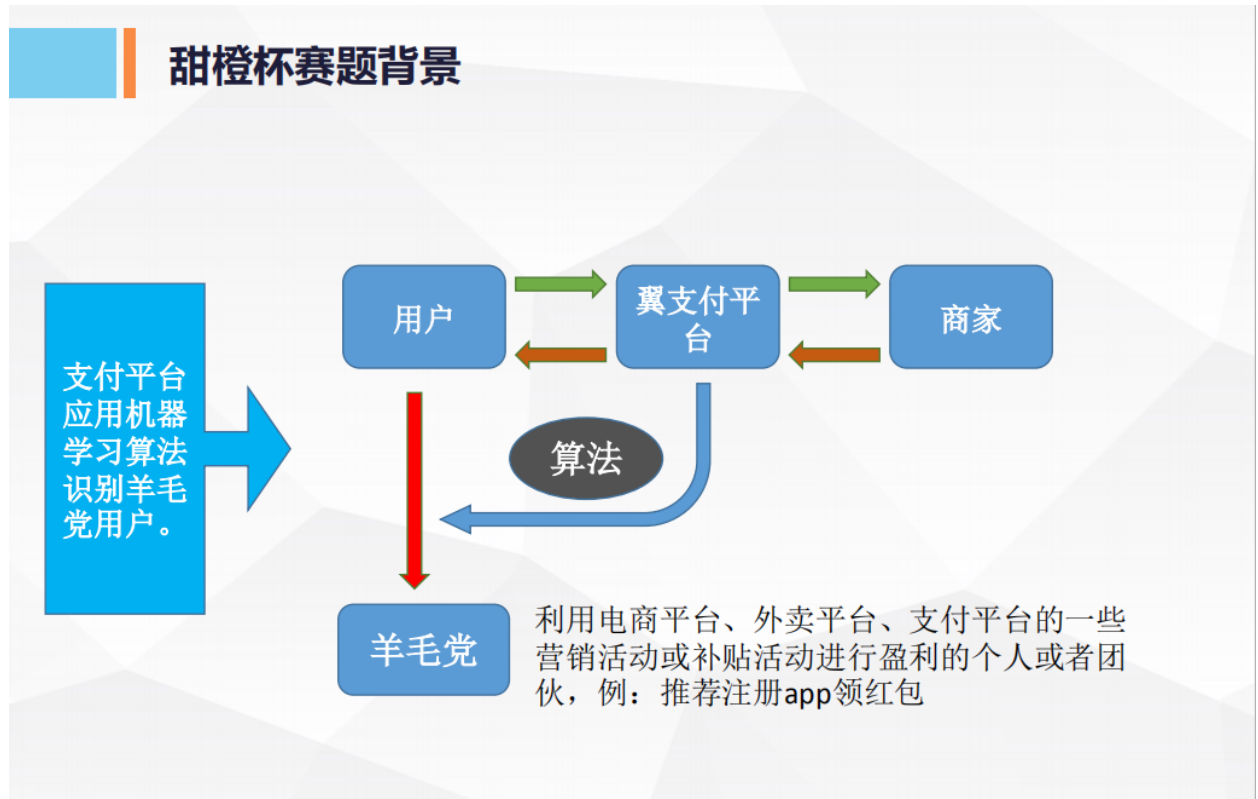 甜橙杯赛题背景
用户
翼支付平
台
商家
支付平台
应用机器
学习算法
识别羊毛
党用户。
算法
羊毛党
利用电商平台、外卖平台、支付平台的一些
营销活动或补贴活动进行盈利的个人或者团
伙，例：推荐注册app领红包